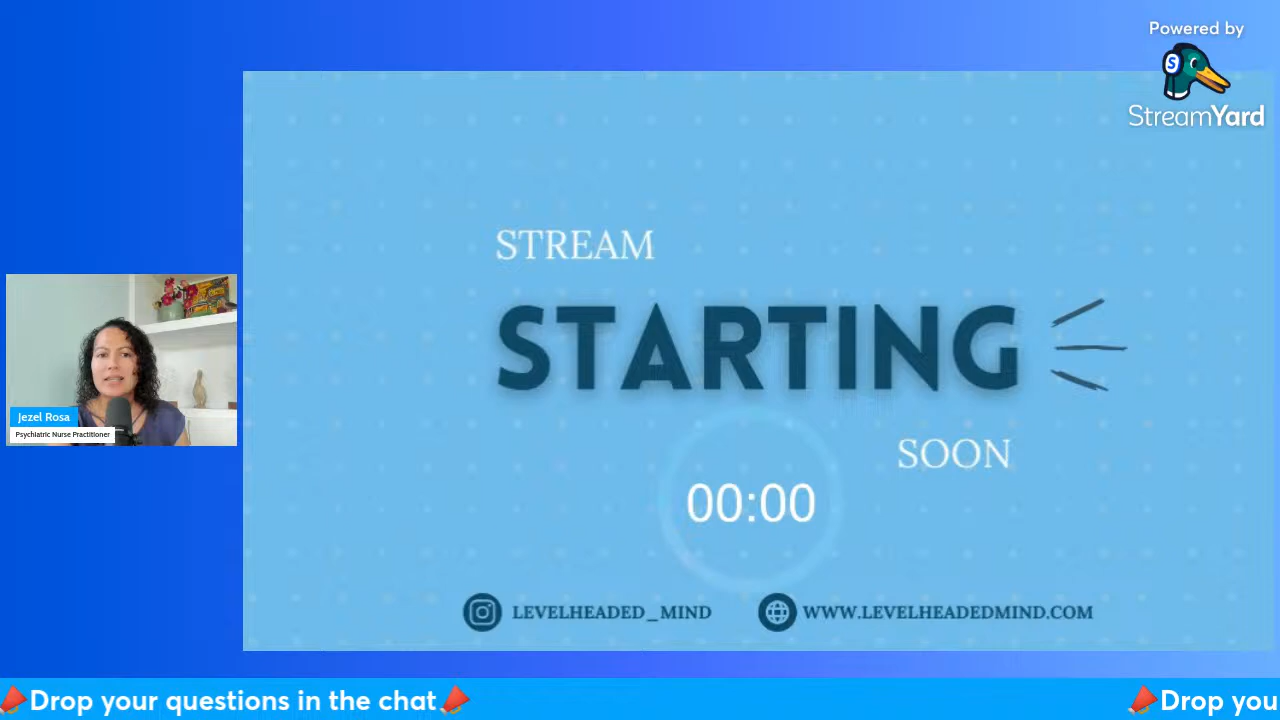 Powered by
S
StreamYard
STREAM
STARTING
SOON
00:00
Jezel Rosa
Psychiatric Nurse Practitioner
LEVELHEADED_MIND
WWW.LEVELHEADEDMIND.COM
Drop your questions in the chat
Drop you